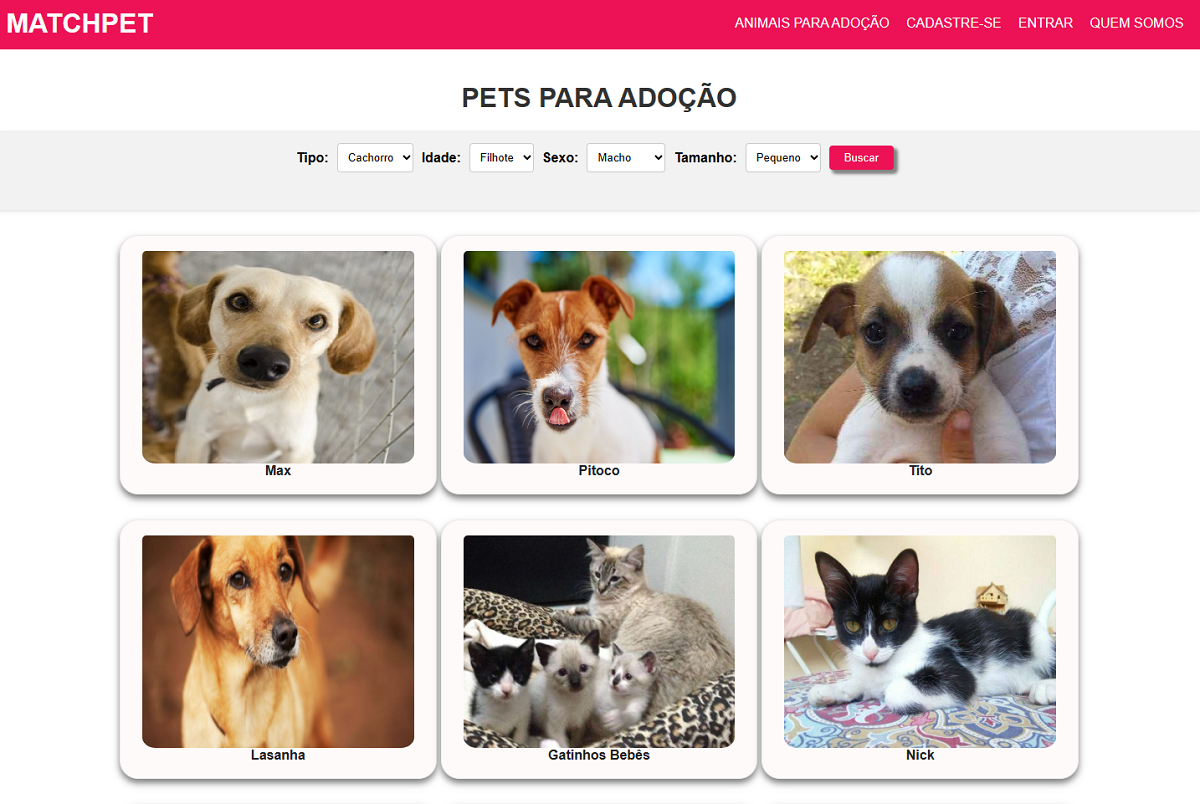 MATCHPET
ANIMAIS PARA ADOÇÃO CADASTRE-SE ENTRAR QUEM SOMOS
PETS PARA ADOÇÃO
Tipo: Cachorro Idade: Filhote Sexo: Macho Tamanho: Pequeno Buscar
Max Pitoco Tito
Lasanha Gatinhos Bebês Nick